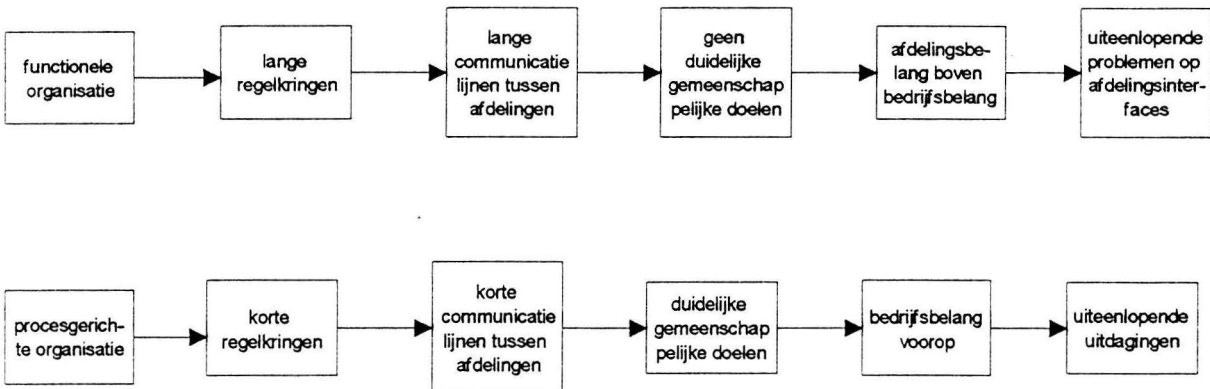 functionele
organisatie
lange
regelkringen
lange
communicatie
lijnen tussen
afdelingen
geen
duidelijke
gemeenschap
pelijke doelen
afdelingsbe-
lang boven
bedrijfsbelang
uiteenlopende
problemen op
afdelingsinter-
faces
procesgerich-
te organisatie
korte
regelkringen
korte
communicatie
lijnen tussen
afdelingen
duidelijke
gemeenschap
pelijke doelen
bedrijfsbelang
voorop
uiteenlopende
uitdagingen